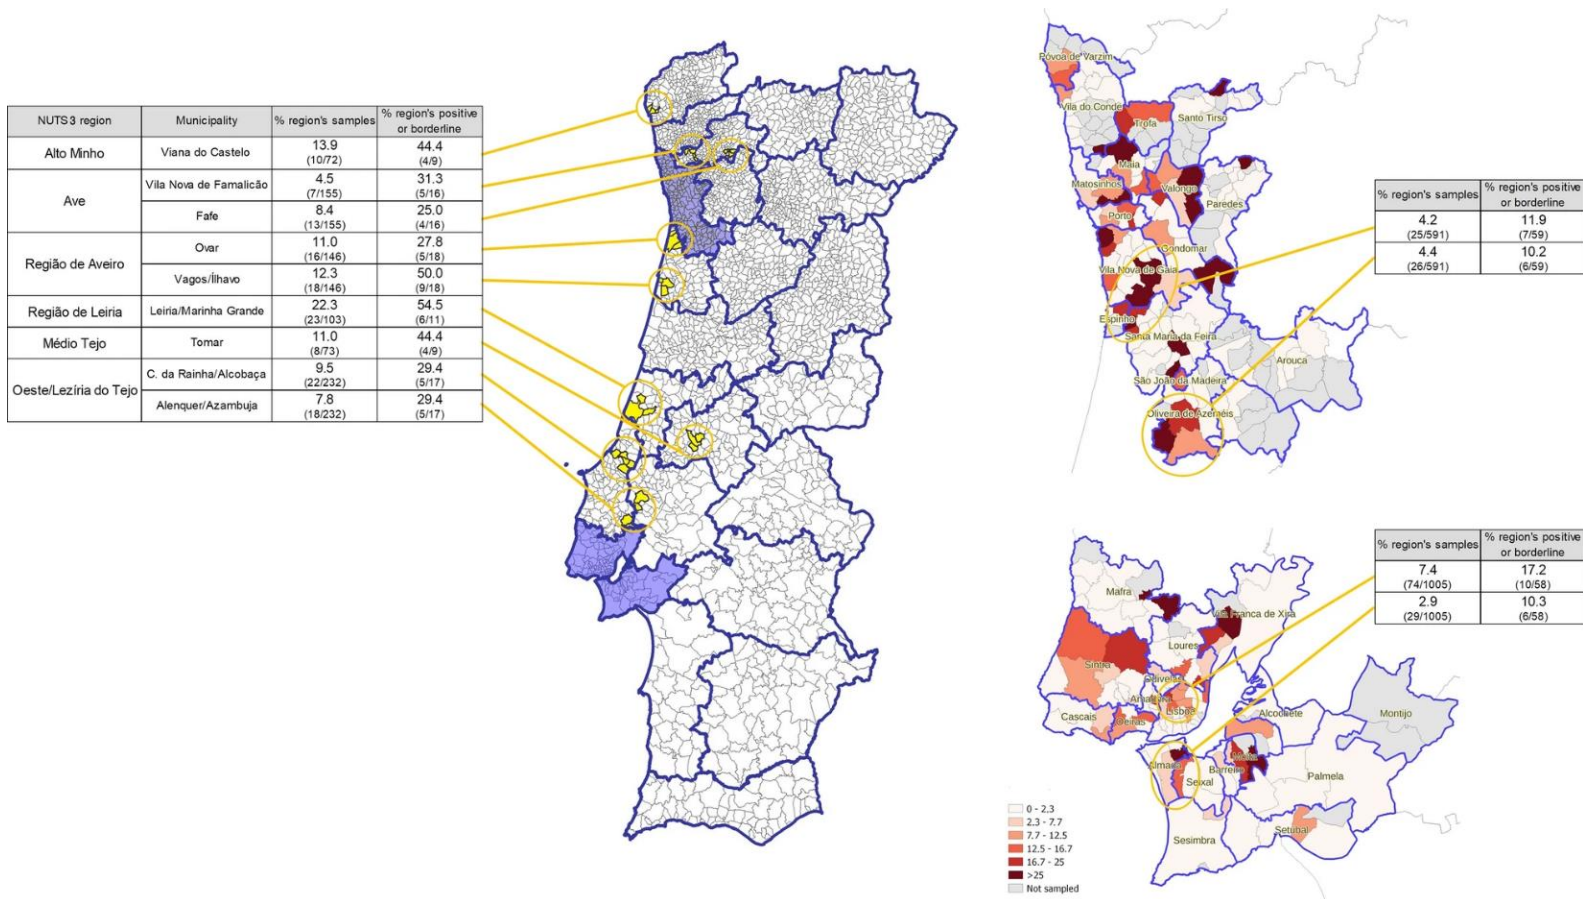 NUTS3 region Municipality % region's samples % region's positive or borderline
Alto Minho Viana do Castelo 13.9 (10/72) 44.4 (4/9)
Ave Vila Nova de Famalicão 4.5 (7/155) 31.3 (5/16)
Fafe 8.4 (13/155) 25.0 (4/16)
Região de Aveiro Ovar 11.0 (16/146) 27.8 (5/18)
Vagos/Ílhavo 12.3 (18/146) 50.0 (9/18)
Região de Leiria Leiria/Marinha Grande 22.3 (23/103) 54.5 (6/11)
Médio Tejo Tomar 11.0 (8/73) 44.4 (4/9)
Oeste/Lezíria do Tejo C. da Rainha/Alcobaça 9.5 (22/232) 29.4 (5/17)
Alenquer/Azambuja 7.8 (18/232) 29.4 (5/17)
Póvoa de Varzim
Vila do Conde
Trofa
Santo Tirso
Maia
Matosinhos
Valongo
Paredes
Porto
Gondomar
Vila Nova de Gaia
Espinho
Santa Maria da Feira
Arouca
São João da Madeira
Oliveira de Azeméis
% region's samples % region's positive or borderline
4.2 (25/591) 11.9 (7/59)
4.4 (26/591) 10.2 (6/59)
% region's samples % region's positive or borderline
7.4 (74/1005) 17.2 (10/58)
2.9 (29/1005) 10.3 (6/58)
Mafra
Vila Franca de Xira
Loures
Sintra
Lisboa
Cascais
Oeiras
Alcochete
Montijo
Almada
Seixal
Barreiro
Moita
Palmela
Sesimbra
Setúbal
0 - 2.3
2.3 - 7.7
7.7 - 12.5
12.5 - 16.7
16.7 - 25
>25
Not sampled